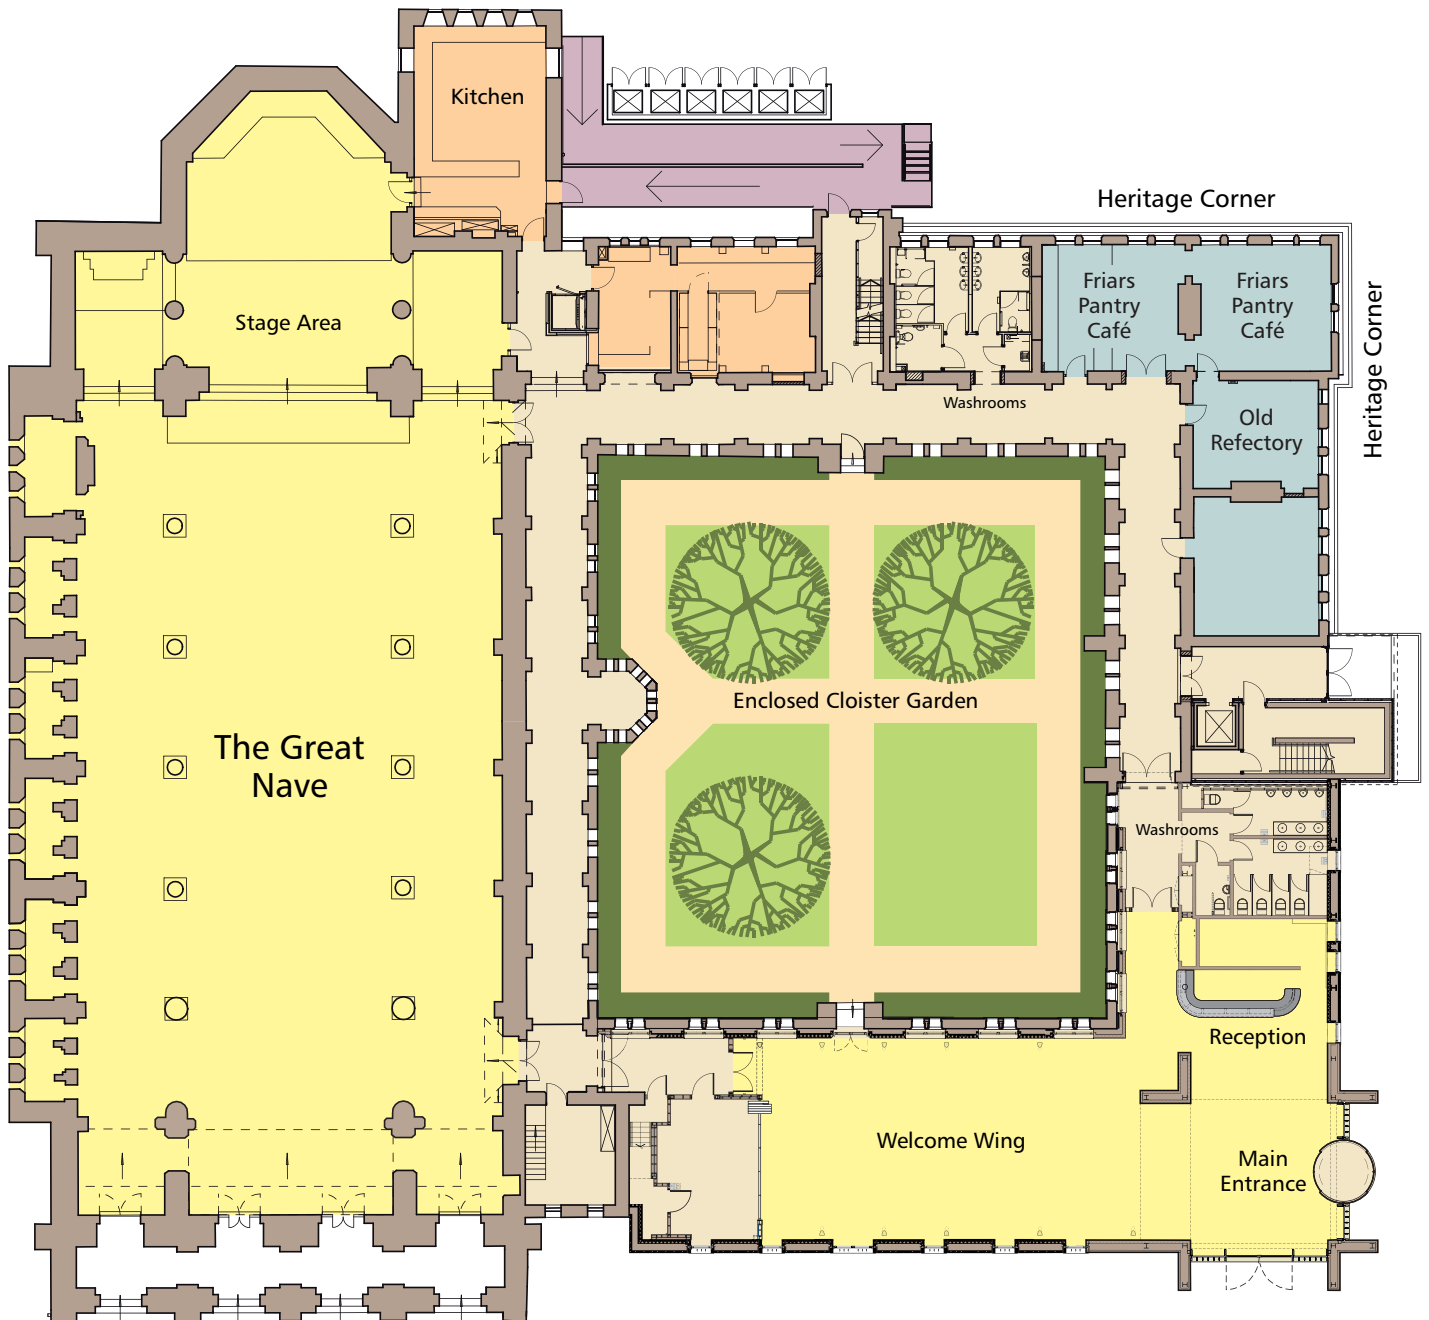 Kitchen
Heritage Corner
Friars
Pantry
Café
Friars
Pantry
Café
Heritage Corner
Stage Area
Washrooms
Old
Refectory
Enclosed Cloister Garden
The Great
Nave
Washrooms
Reception
Welcome Wing
Main
Entrance